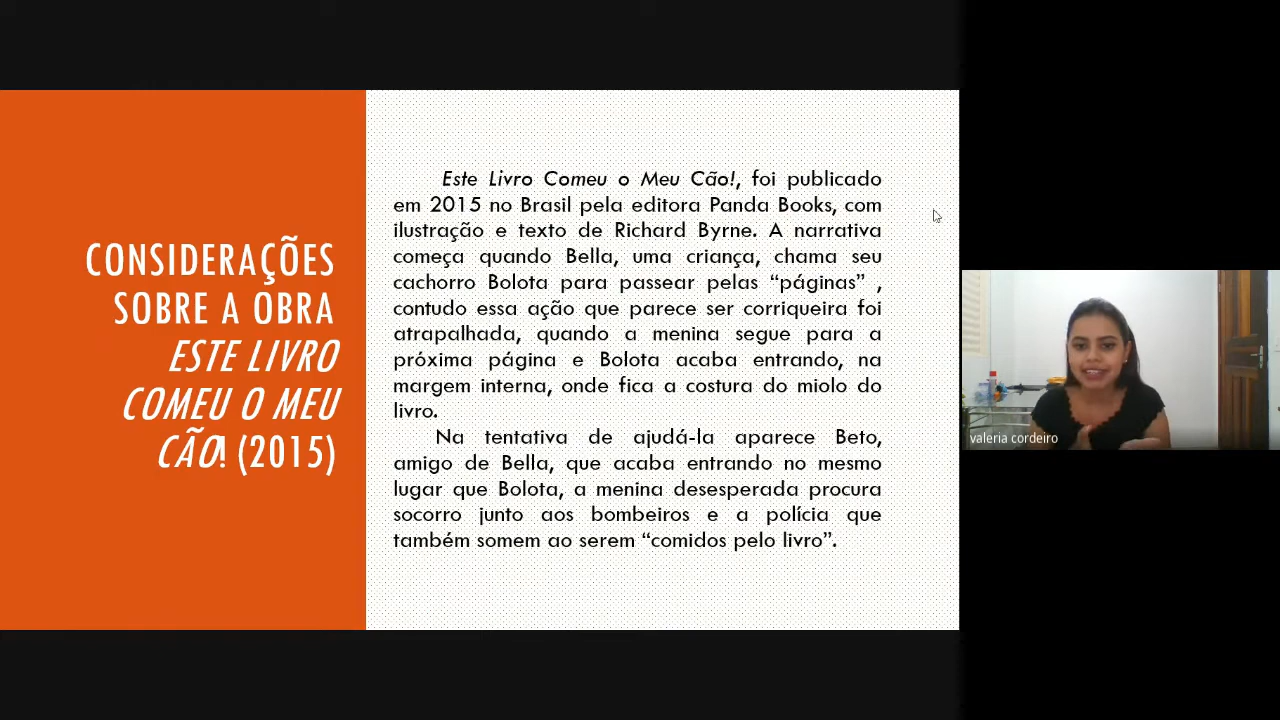 CONSIDERAÇÕES
SOBRE A OBRA
ESTE LIVRO
COMEU O MEU
CÃO! (2015)
Este Livro Comeu o Meu Cão!, foi publicado
em 2015 no Brasil pela editora Panda Books, com
ilustração e texto de Richard Byrne. A narrativa
começa quando Bella, uma criança, chama seu
cachorro Bolota para passear pelas “páginas” ,
contudo essa ação que parece ser corriqueira foi
atrapalhada, quando a menina segue para a
próxima página e Bolota acaba entrando, na
margem interna, onde fica a costura do miolo do
livro.
Na tentativa de ajudá-la aparece Beto,
amigo de Bella, que acaba entrando no mesmo
lugar que Bolota, a menina desesperada procura
socorro junto aos bombeiros e a polícia que
também somem ao serem “comidos pelo livro”.
valeria cordeiro